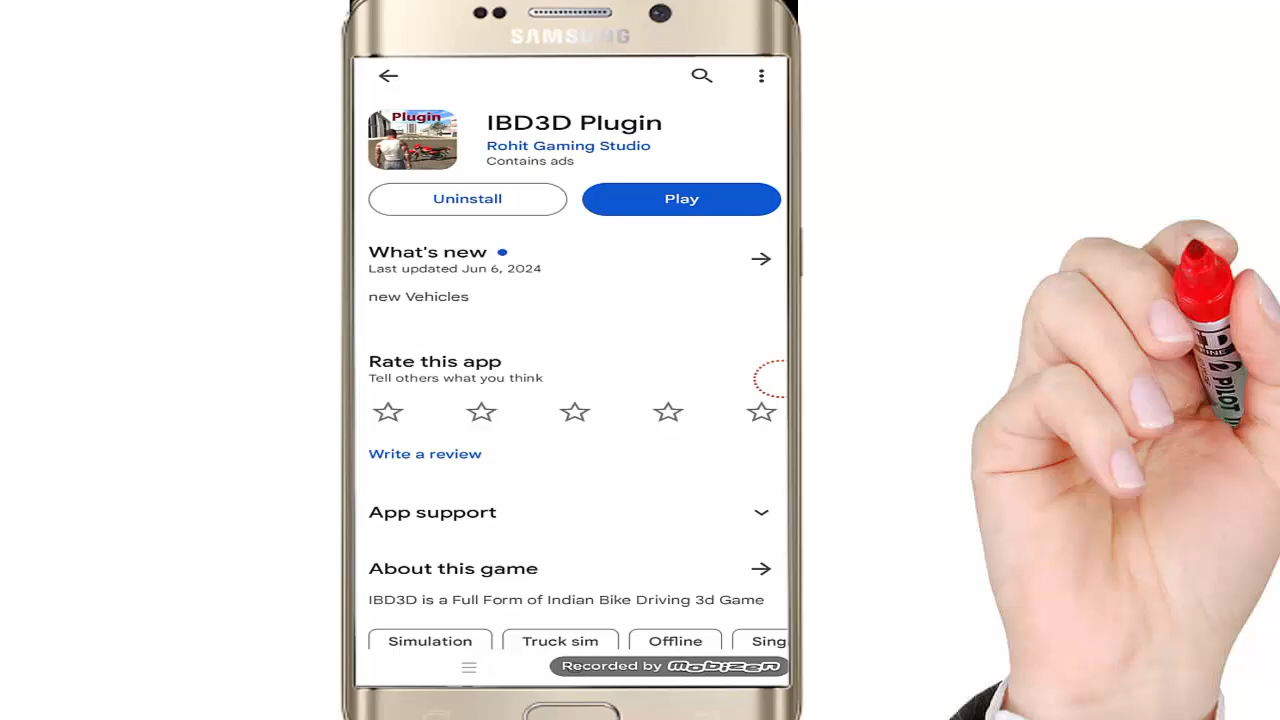 SAMSUNG
Plugin
IBD3D Plugin
Rohit Gaming Studio
Contains ads
Uninstall
Play
What's new
Last updated Jun 6, 2024
new Vehicles
Rate this app
Tell others what you think
Write a review
App support
About this game
IBD3D is a Full Form of Indian Bike Driving 3d Game
Simulation
Truck sim
Offline
Sing
Recorded by mobizen
PILOT